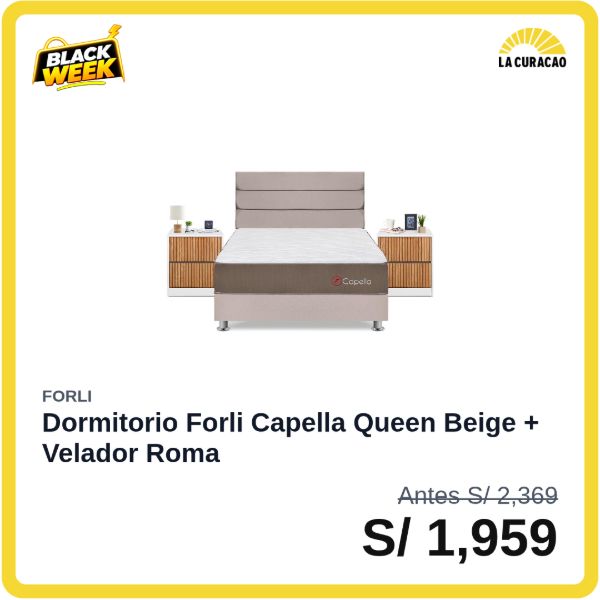 BLACK
WEEK
LA CURACAO
Capella
FORLI
Dormitorio Forli Capella Queen Beige +
Velador Roma
Antes S/ 2,369
S/ 1,959